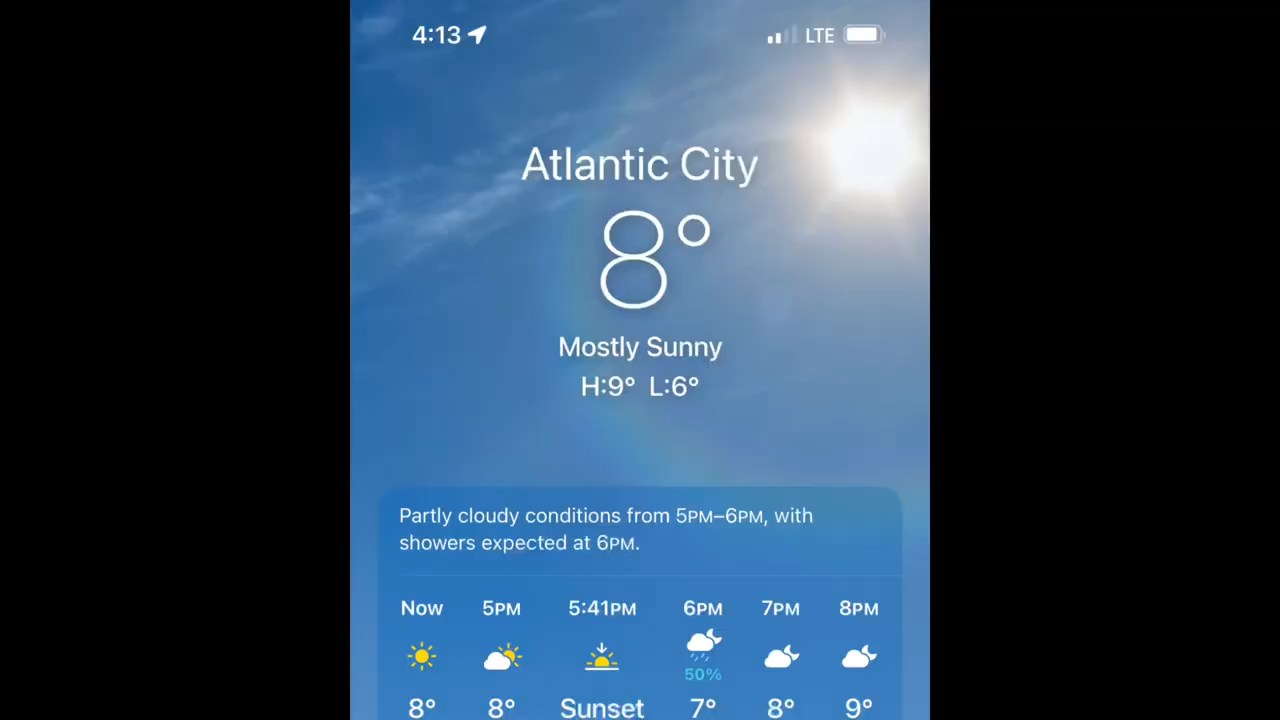 4:13 LTE
Atlantic City
8°
Mostly Sunny
H:9° L:6°
Partly cloudy conditions from 5PM–6PM, with
showers expected at 6PM.
Now 5PM 5:41PM 6PM 7PM 8PM
50%
8° 8° Sunset 7° 8° 9°